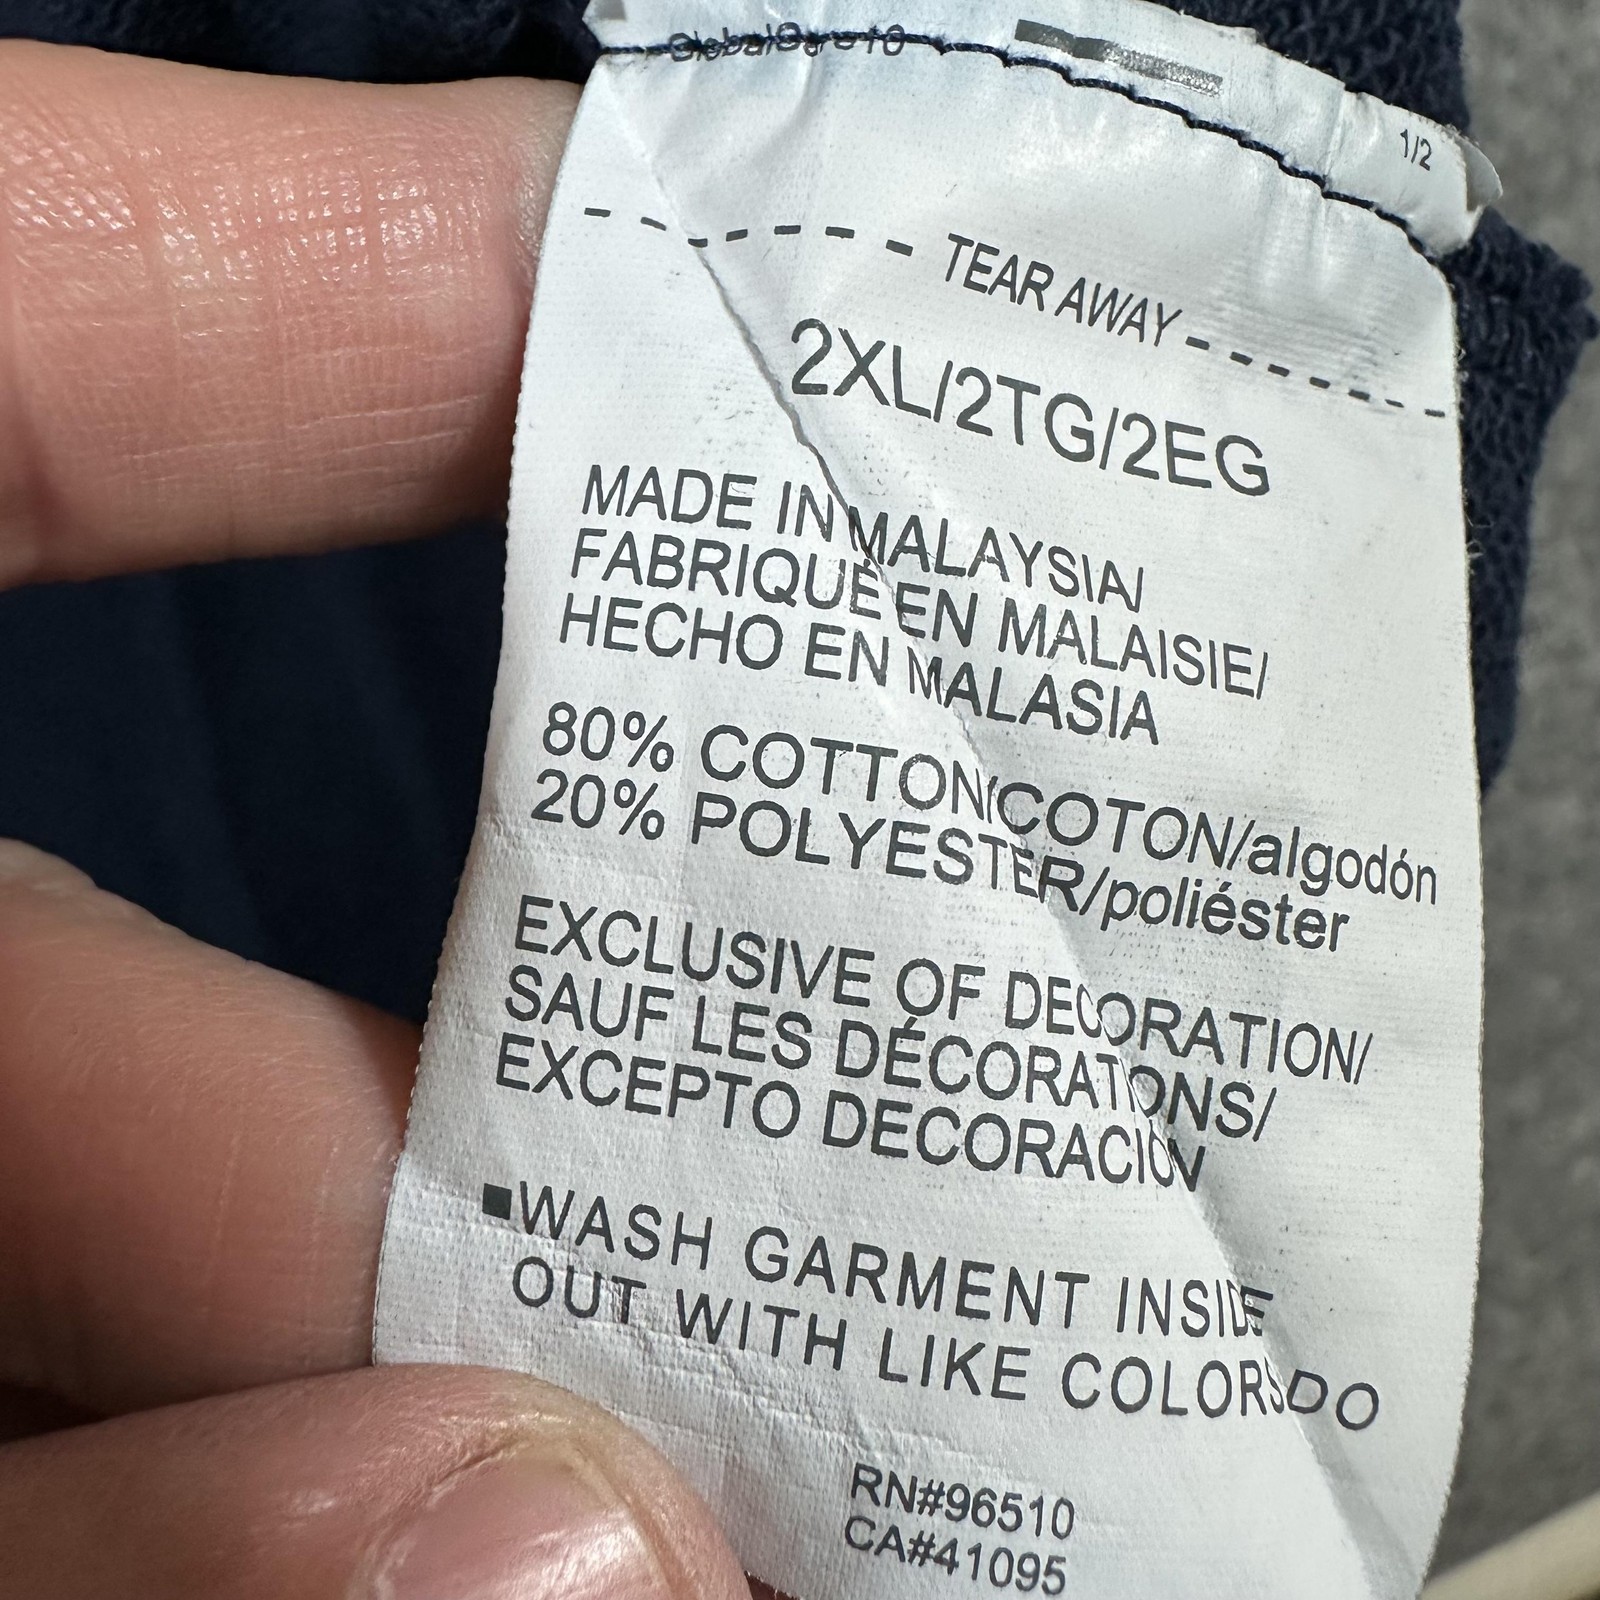 GlobalCare10
1/2
TEAR AWAY
2XL/2TG/2EG
MADE IN MALAYSIA/
FABRIQUÉ EN MALAISIE/
HECHO EN MALASIA
80% COTTON/COTON/algodón
20% POLYESTER/poliéster
EXCLUSIVE OF DECORATION/
SAUF LES DÉCORATIONS/
EXCEPTO DECORACIÓN
■WASH GARMENT INSIDE
OUT WITH LIKE COLORS DO
RN#96510
CA#41095